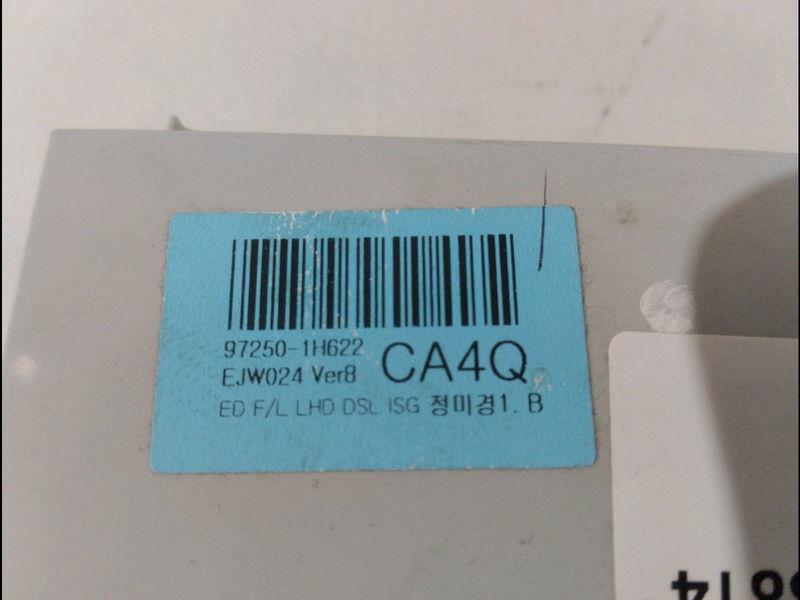 97250-1H622
CA4Q
EJW024 Ver8
ED F/L LHD DSL ISG 정미경1. B